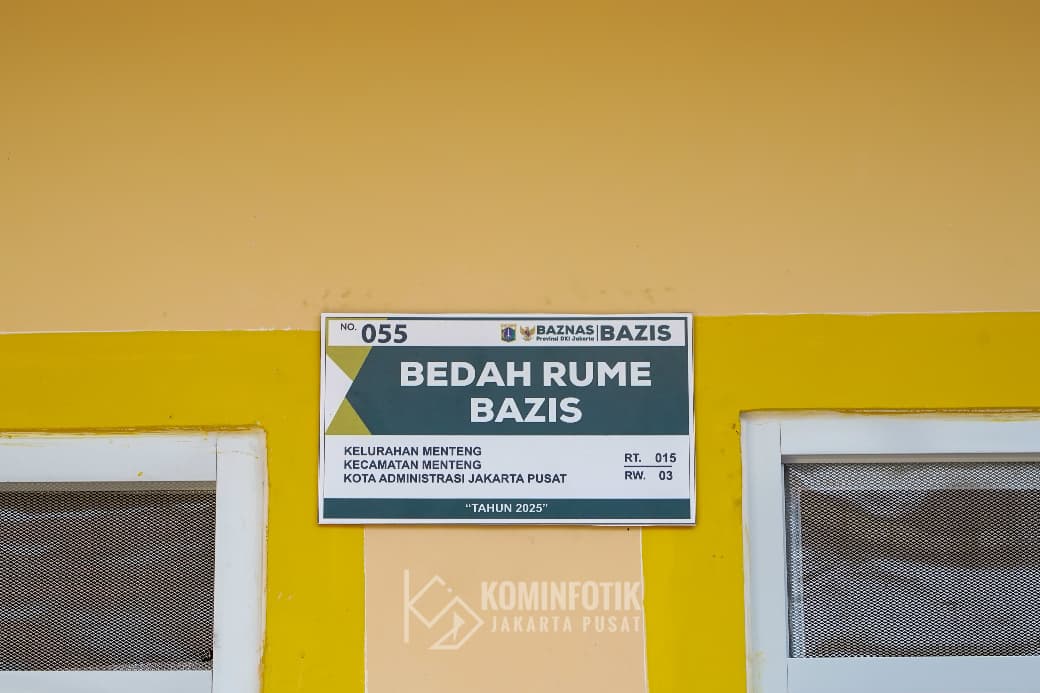 NO. 055
BAZNAS
Provinsi DKI Jakarta
BAZIS
BEDAH RUME
BAZIS
KELURAHAN MENTENG
KECAMATAN MENTENG
KOTA ADMINISTRASI JAKARTA PUSAT
RT. 015
RW. 03
“TAHUN 2025”
KOMINFOTIK
JAKARTA PUSAT